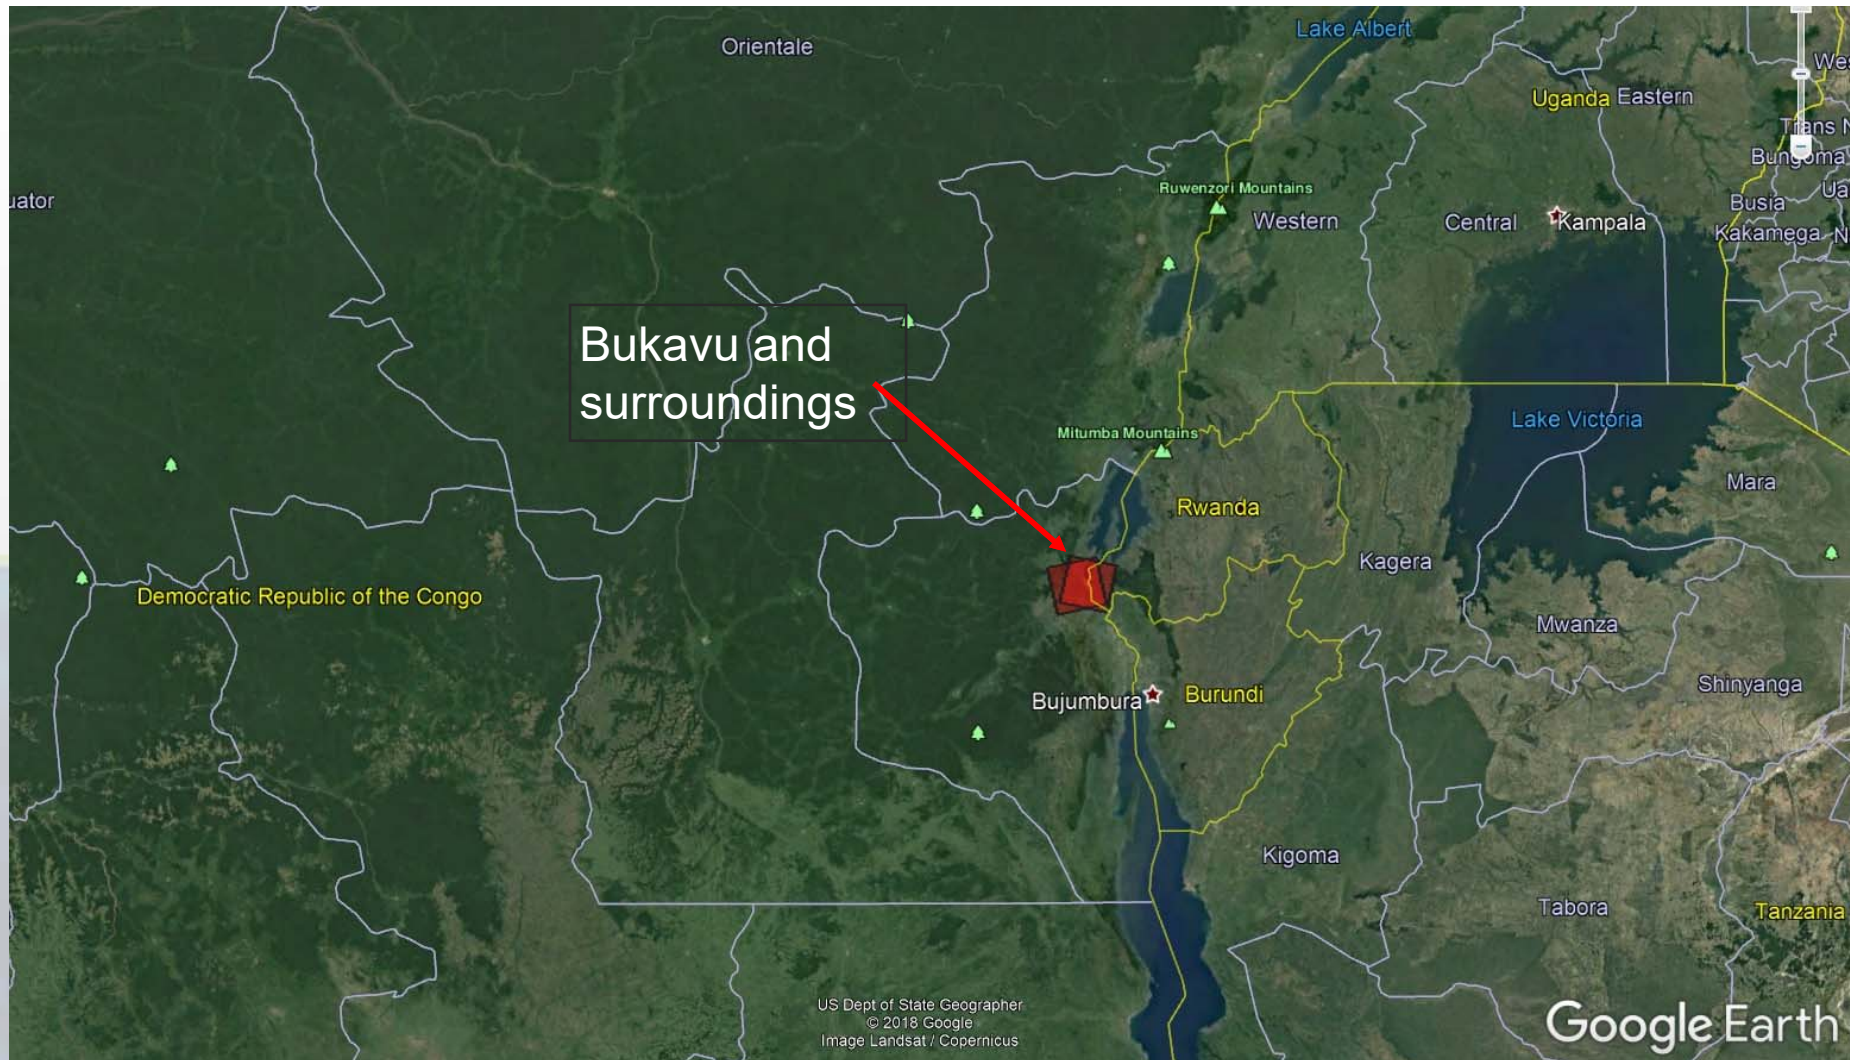 Lake Albert
Orientale
Wes
Uganda Eastern
Trans N
Bungoma
Ruwenzori Mountains
Ua
uator
Busia
Western
Central
Kampala
Kakamega
N
Bukavu and
surroundings
Lake Victoria
Mitumba Mountains
Mara
Rwanda
Kagera
Democratic Republic of the Congo
Mwanza
Shinyanga
Bujumbura
Burundi
Kigoma
Tabora
Tanzania
US Dept of State Geographer
© 2018 Google
Image Landsat / Copernicus
Google Earth